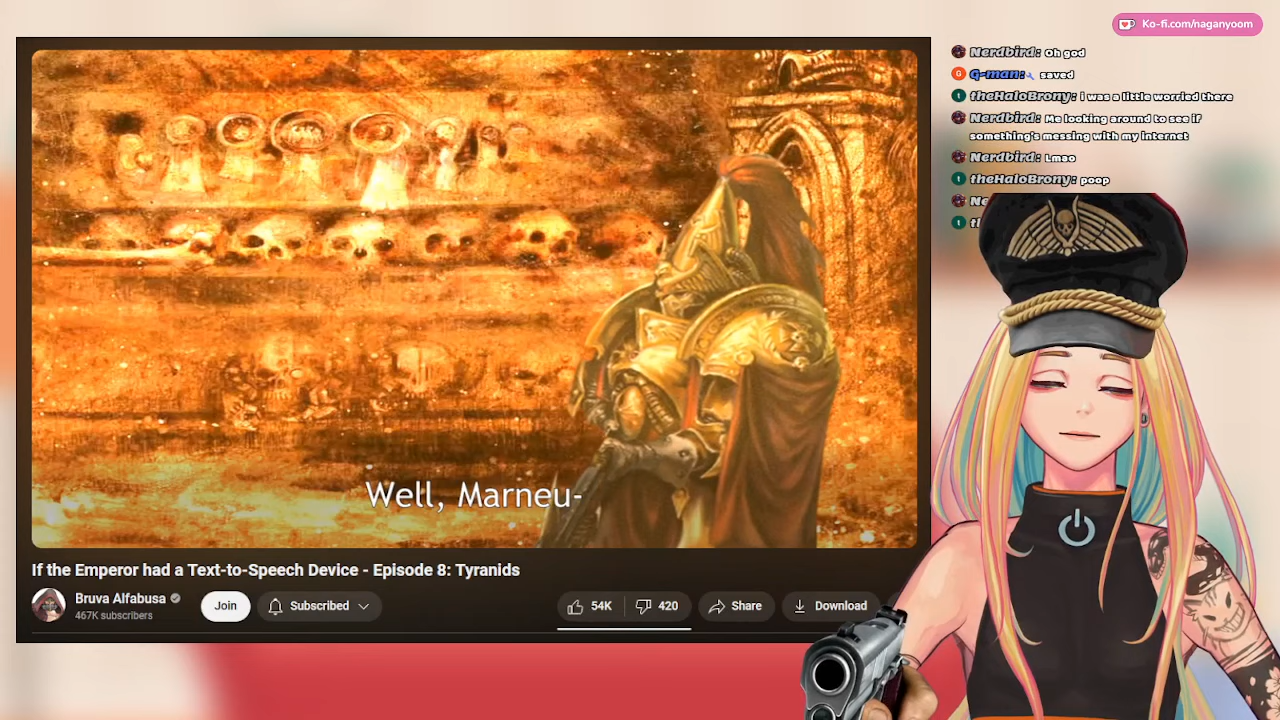 Ko-fi.com/naganyoom
Nerdbird: Oh god
G-man: saved
theHaloBrony: i was a little worried there
Nerdbird: Me looking around to see if
something's messing with my internet
Nerdbird: Lmao
theHaloBrony: poop
Well, Marneu-
If the Emperor had a Text-to-Speech Device - Episode 8: Tyranids
Bruva Alfabusa
467K subscribers
Join
Subscribed
54K
420
Share
Download